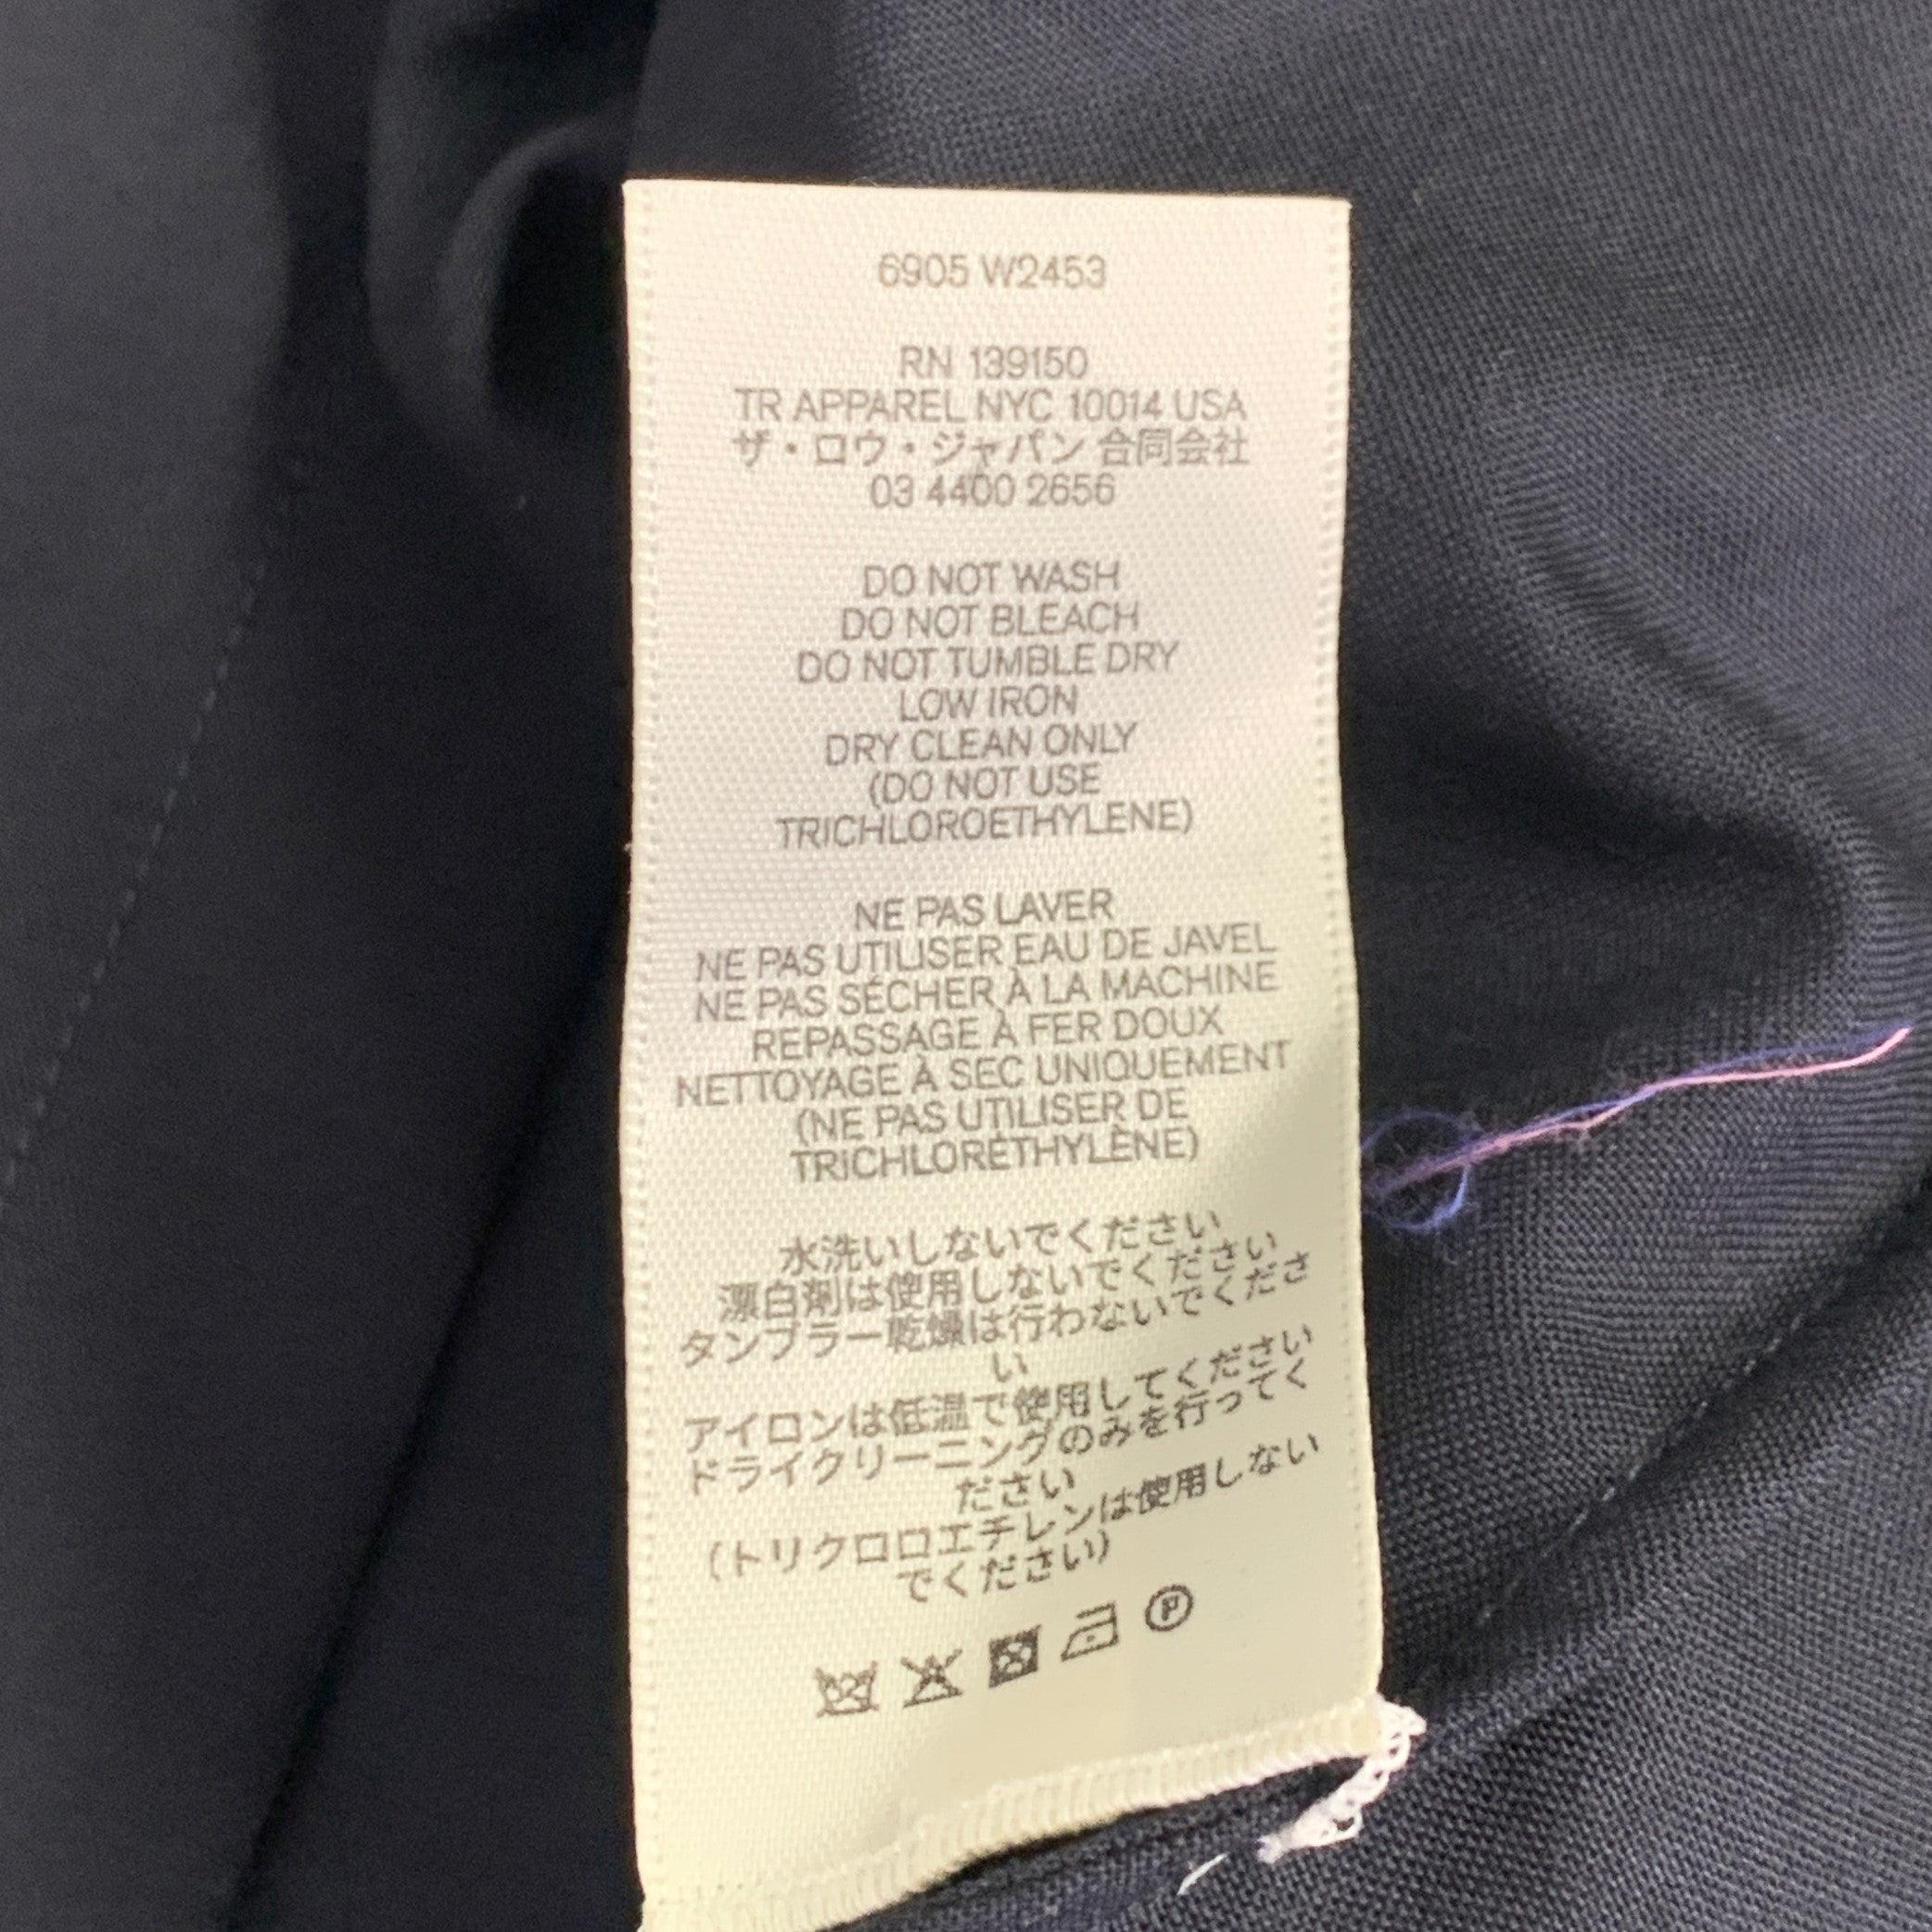 6905 W2453
RN 139150
TR APPAREL NYC 10014 USA
ザ・ロウ・ジャパン 合同会社
03 4400 2656
DO NOT WASH
DO NOT BLEACH
DO NOT TUMBLE DRY
LOW IRON
DRY CLEAN ONLY
(DO NOT USE
TRICHLOROETHYLENE)
NE PAS LAVER
NE PAS UTILISER EAU DE JAVEL
NE PAS SÉCHER À LA MACHINE
REPASSAGE À FER DOUX
NETTOYAGE À SEC UNIQUEMENT
(NE PAS UTILISER DE
TRICHLORÉTHYLÈNE)
水洗いしないでください
漂白剤は使用しないでください
タンブラー乾燥は行わないでくださ
い
アイロンは低温で使用してください
ドライクリーニングのみを行ってく
ださい
(トリクロロエチレンは使用しない
でください)
P